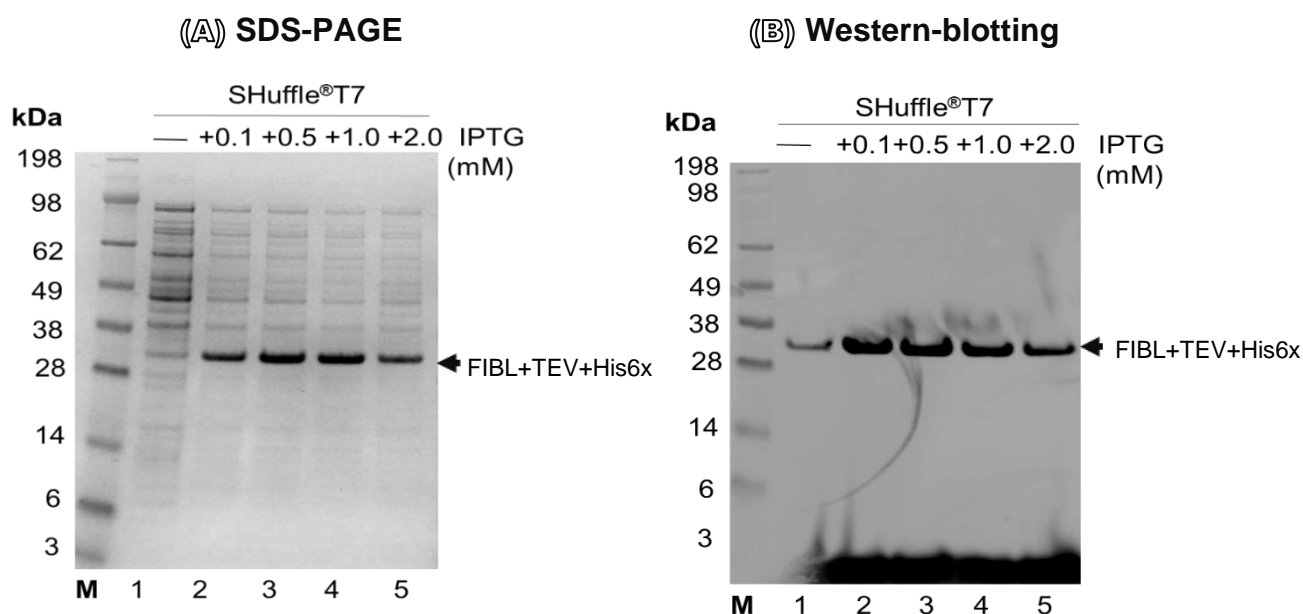 (A) SDS-PAGE
SHuffle®T7
kDa
— +0.1 +0.5 +1.0 +2.0 IPTG
(mM)
198
98
62
49
38
28
14
6
3
FIBL+TEV+His6x
M 1 2 3 4 5
(B) Western-blotting
SHuffle®T7
kDa
— +0.1+0.5 +1.0 +2.0 IPTG
(mM)
198
98
62
49
38
28
14
6
3
FIBL+TEV+His6x
M 1 2 3 4 5